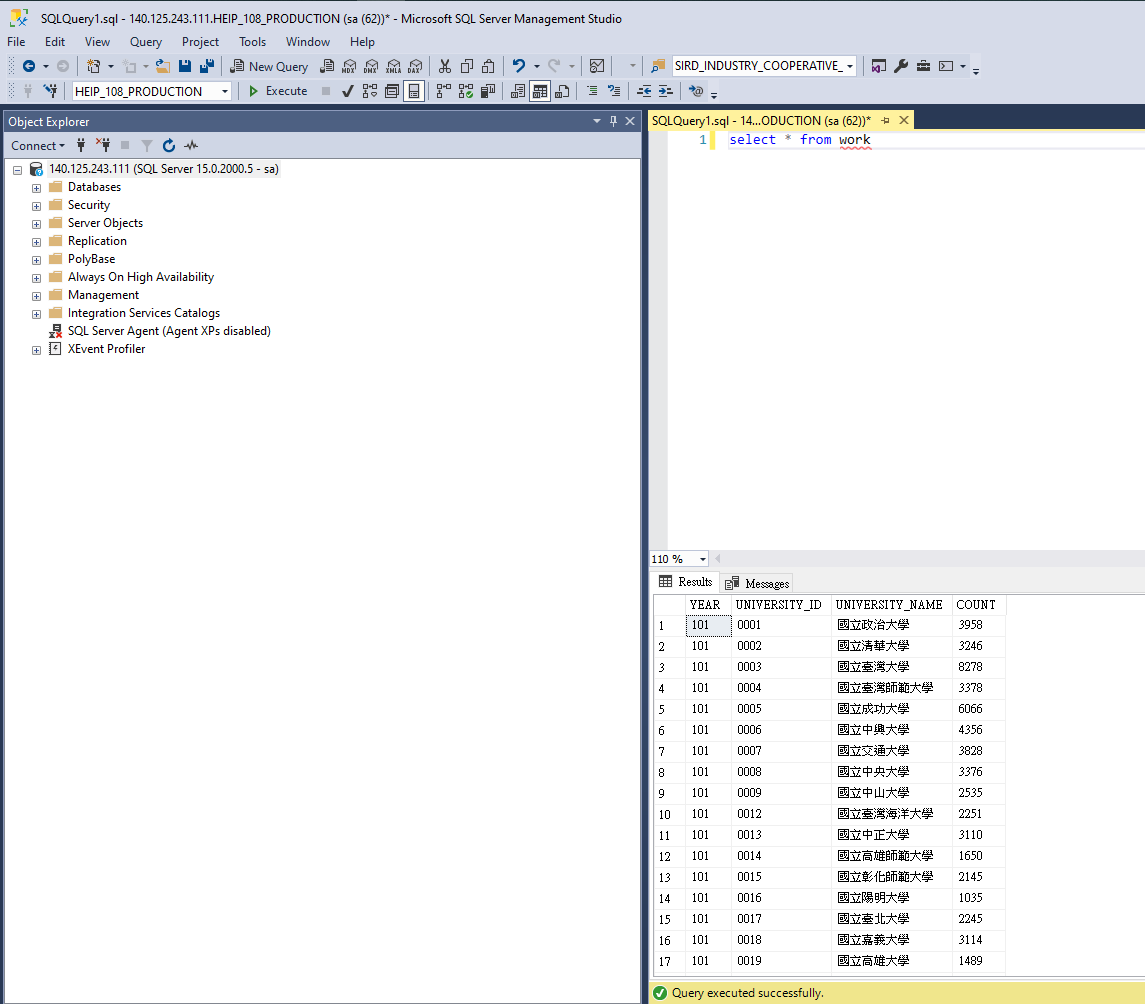 SQLQuery1.sql - 140.125.243.111.HEIP_108_PRODUCTION (sa (62))* - Microsoft SQL Server Management Studio
File Edit View Query Project Tools Window Help
New Query MDX DMX XMLA DAX SIRD_INDUSTRY_COOPERATIVE_
HEIP_108_PRODUCTION Execute
Object Explorer
Connect
140.125.243.111 (SQL Server 15.0.2000.5 - sa)
Databases
Security
Server Objects
Replication
PolyBase
Always On High Availability
Management
Integration Services Catalogs
SQL Server Agent (Agent XPs disabled)
XEvent Profiler
SQLQuery1.sql - 14...ODUCTION (sa (62))*
1 select * from work
110 %
Results Messages
YEAR UNIVERSITY_ID UNIVERSITY_NAME COUNT
1 101 0001 國立政治大學 3958
2 101 0002 國立清華大學 3246
3 101 0003 國立臺灣大學 8278
4 101 0004 國立臺灣師範大學 3378
5 101 0005 國立成功大學 6066
6 101 0006 國立中興大學 4356
7 101 0007 國立交通大學 3828
8 101 0008 國立中央大學 3376
9 101 0009 國立中山大學 2535
10 101 0012 國立臺灣海洋大學 2251
11 101 0013 國立中正大學 3110
12 101 0014 國立高雄師範大學 1650
13 101 0015 國立彰化師範大學 2145
14 101 0016 國立陽明大學 1035
15 101 0017 國立臺北大學 2245
16 101 0018 國立嘉義大學 3114
17 101 0019 國立高雄大學 1489
Query executed successfully.